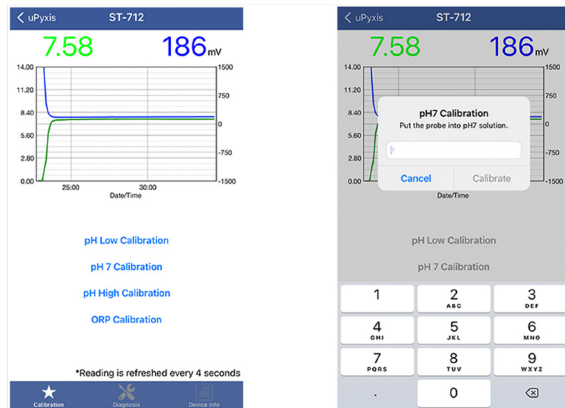 uPyxis
ST-712
7.58
186mV
14.00
11.20
8.40
5.60
2.80
0.00
1500
750
0
-750
-1500
25:00
30:00
Date/Time
pH Low Calibration
pH 7 Calibration
pH High Calibration
ORP Calibration
*Reading is refreshed every 4 seconds
Calibration
Diagnosis
Device Info
uPyxis
ST-712
7.58
186mV
14.00
11.20
8.40
5.60
2.80
0.00
1500
750
0
-750
-1500
pH7 Calibration
Put the probe into pH7 solution.
Cancel
Calibrate
Date/Time
pH Low Calibration
pH 7 Calibration
1
2
ABC
3
DEF
4
GHI
5
JKL
6
MNO
7
PQRS
8
TUV
9
WXYZ
.
0